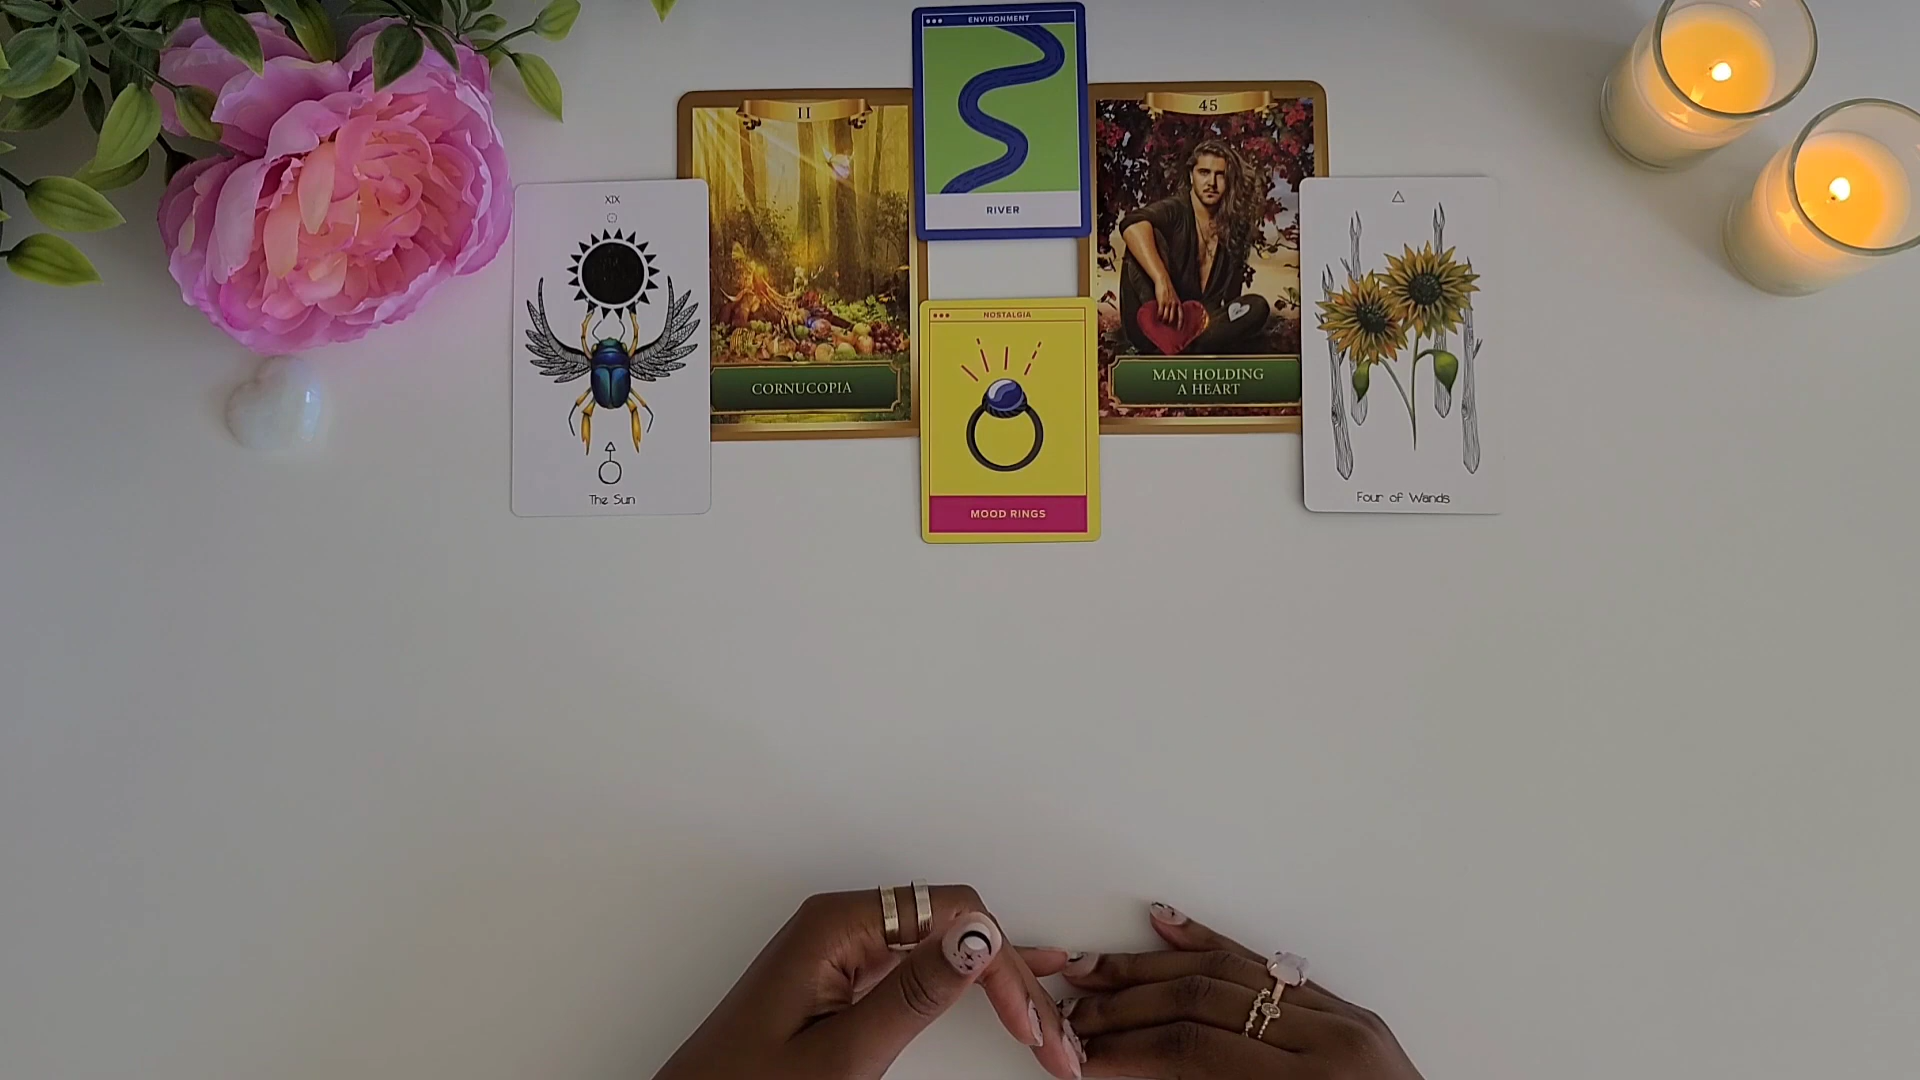 ENVIRONMENT
RIVER
II
CORNUCOPIA
45
MAN HOLDING
A HEART
XIX
The Sun
NOSTALGIA
MOOD RINGS
Four of Wands